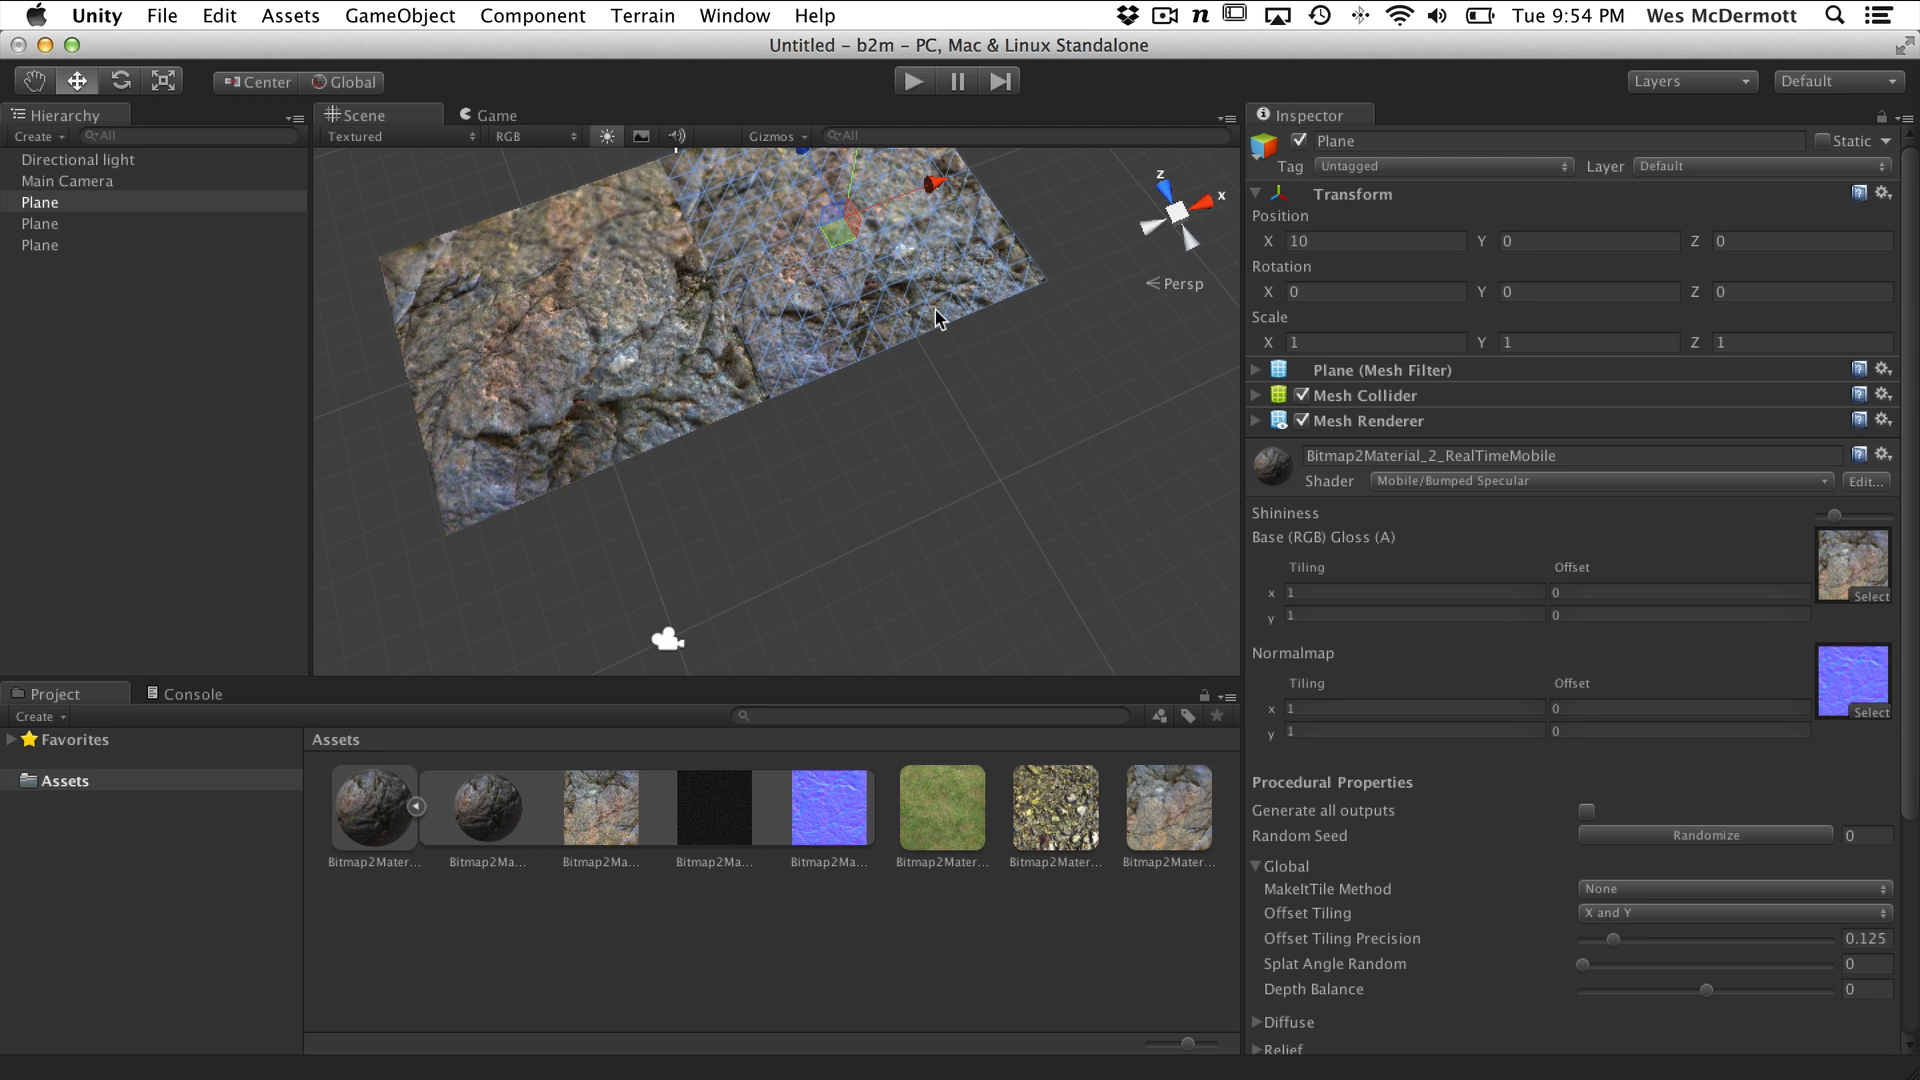 Unity File Edit Assets GameObject Component Terrain Window Help Tue 9:54 PM Wes McDermott
Untitled – b2m – PC, Mac & Linux Standalone
Center Global Layers Default
Hierarchy
Create All
Directional light
Main Camera
Plane
Plane
Plane
Scene Game
Textured RGB Gizmos All
z
x
Persp
Inspector
Plane Static
Tag Untagged Layer Default
Transform
Position
X 10 Y 0 Z 0
Rotation
X 0 Y 0 Z 0
Scale
X 1 Y 1 Z 1
Plane (Mesh Filter)
Mesh Collider
Mesh Renderer
Bitmap2Material_2_RealTimeMobile
Shader Mobile/Bumped Specular Edit...
Shininess
Base (RGB) Gloss (A)
Tiling Offset
x 1 0
y 1 0
Select
Normalmap
Tiling Offset
x 1 0
y 1 0
Select
Procedural Properties
Generate all outputs
Random Seed Randomize 0
Global
MakeItTile Method None
Offset Tiling X and Y
Offset Tiling Precision 0.125
Splat Angle Random 0
Depth Balance 0
Diffuse
Relief
Project Console
Create
Favorites
Assets
Assets
Bitmap2Mater... Bitmap2Ma... Bitmap2Ma... Bitmap2Ma... Bitmap2Ma... Bitmap2Mater... Bitmap2Mater... Bitmap2Mater...